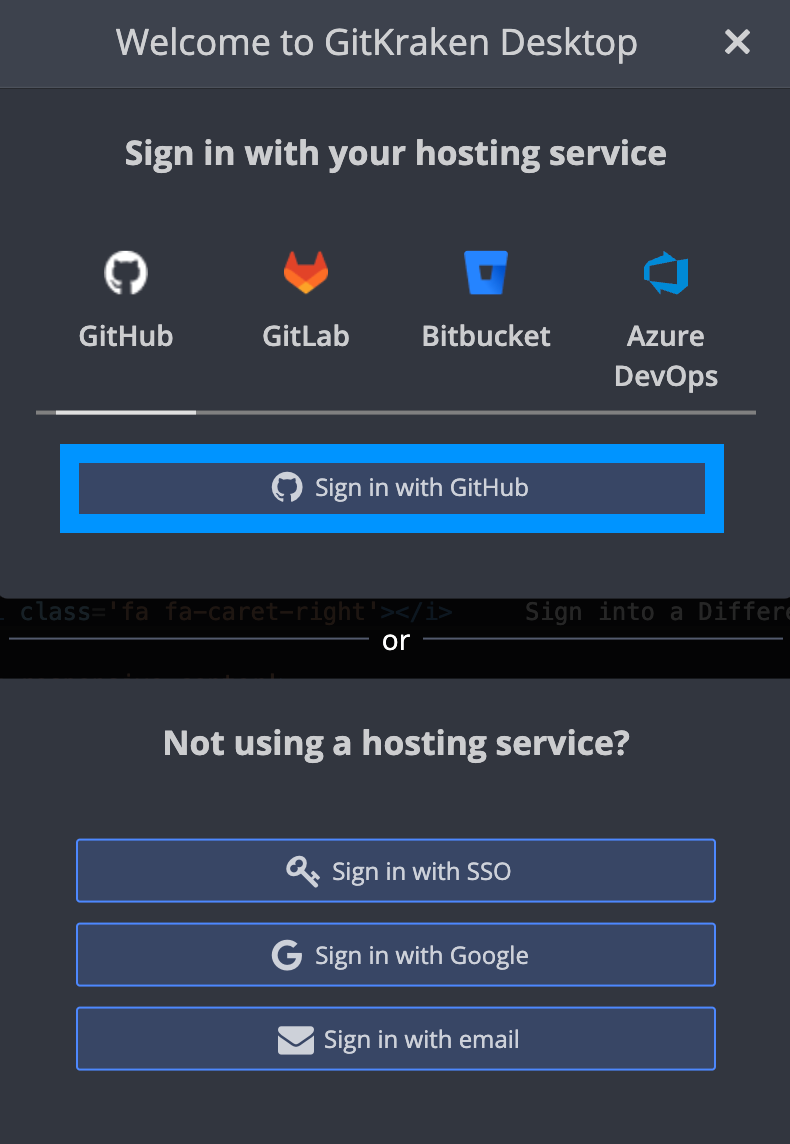 Welcome to GitKraken Desktop
Sign in with your hosting service
GitHub
GitLab
Bitbucket
Azure
DevOps
Sign in with GitHub
class='fa fa-caret-right'></i> Sign into a Differe
or
Not using a hosting service?
Sign in with SSO
Sign in with Google
Sign in with email